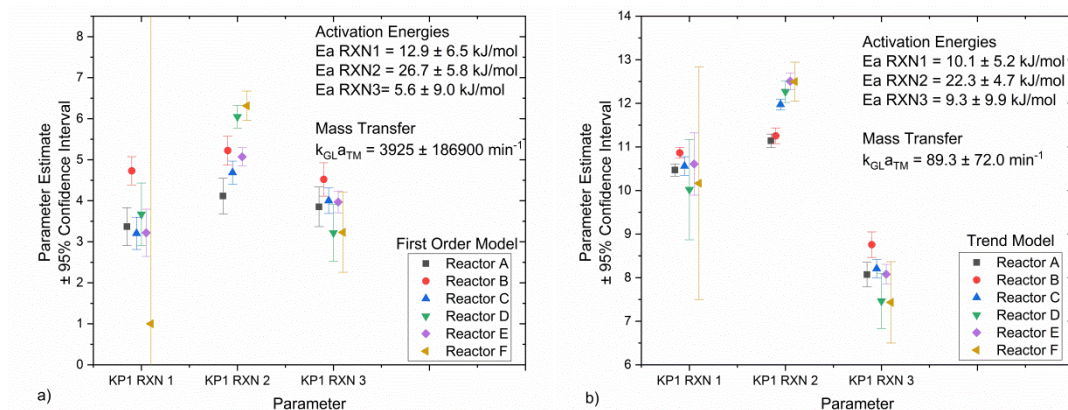 8
7
6
5
4
3
2
1
0
Parameter Estimate
± 95% Confidence Interval
Activation Energies
Ea RXN1 = 12.9 ± 6.5 kJ/mol
Ea RXN2 = 26.7 ± 5.8 kJ/mol
Ea RXN3= 5.6 ± 9.0 kJ/mol
Mass Transfer
kGLaTM = 3925 ± 186900 min-1
First Order Model
Reactor A
Reactor B
Reactor C
Reactor D
Reactor E
Reactor F
KP1 RXN 1 KP1 RXN 2 KP1 RXN 3
a)
Parameter
14
13
12
11
10
9
8
7
6
Parameter Estimate
± 95% Confidence Interval
Activation Energies
Ea RXN1 = 10.1 ± 5.2 kJ/mol
Ea RXN2 = 22.3 ± 4.7 kJ/mol
Ea RXN3 = 9.3 ± 9.9 kJ/mol
Mass Transfer
kGLaTM = 89.3 ± 72.0 min-1
Trend Model
Reactor A
Reactor B
Reactor C
Reactor D
Reactor E
Reactor F
KP1 RXN 1 KP1 RXN 2 KP1 RXN 3
b)
Parameter